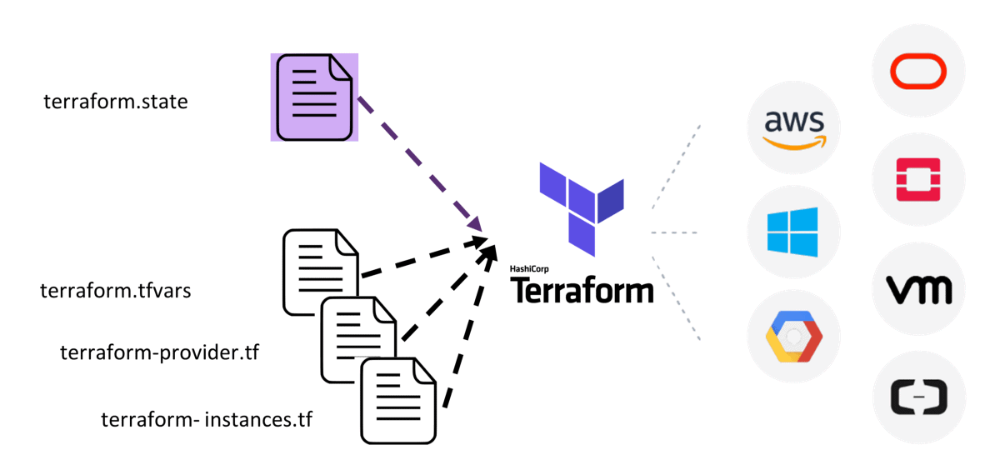 terraform.state
terraform.tfvars
terraform-provider.tf
terraform- instances.tf
HashiCorp
Terraform
aws
vm